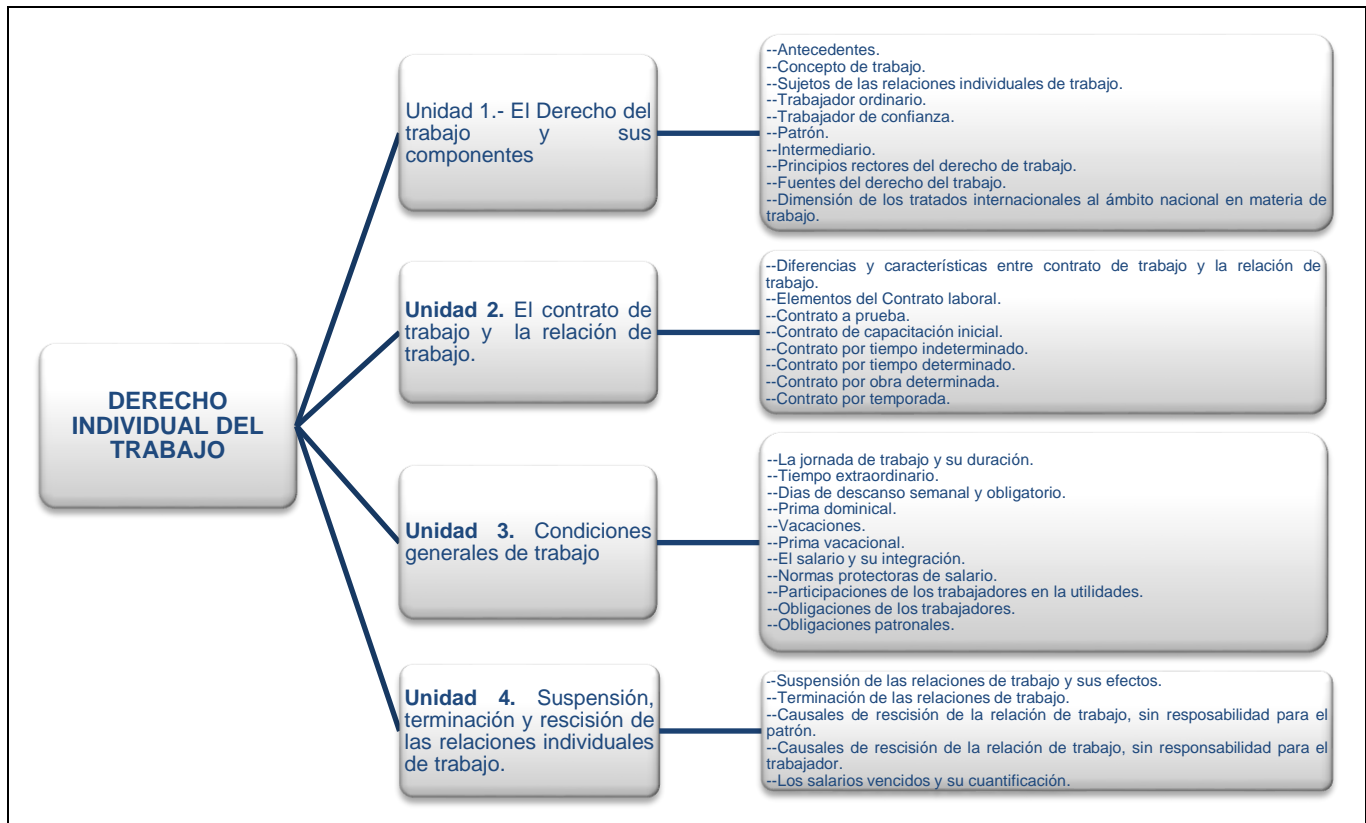 DERECHO
INDIVIDUAL DEL
TRABAJO
Unidad 1.- El Derecho del
trabajo y sus
componentes
--Antecedentes.
--Concepto de trabajo.
--Sujetos de las relaciones individuales de trabajo.
--Trabajador ordinario.
--Trabajador de confianza.
--Patrón.
--Intermediario.
--Principios rectores del derecho de trabajo.
--Fuentes del derecho del trabajo.
--Dimensión de los tratados internacionales al ámbito nacional en materia de
trabajo.
Unidad 2. El contrato de
trabajo y la relación de
trabajo.
--Diferencias y características entre contrato de trabajo y la relación de
trabajo.
--Elementos del Contrato laboral.
--Contrato a prueba.
--Contrato de capacitación inicial.
--Contrato por tiempo indeterminado.
--Contrato por tiempo determinado.
--Contrato por obra determinada.
--Contrato por temporada.
Unidad 3. Condiciones
generales de trabajo
--La jornada de trabajo y su duración.
--Tiempo extraordinario.
--Dias de descanso semanal y obligatorio.
--Prima dominical.
--Vacaciones.
--Prima vacacional.
--El salario y su integración.
--Normas protectoras de salario.
--Participaciones de los trabajadores en la utilidades.
--Obligaciones de los trabajadores.
--Obligaciones patronales.
Unidad 4. Suspensión,
terminación y rescisión de
las relaciones individuales
de trabajo.
--Suspensión de las relaciones de trabajo y sus efectos.
--Terminación de las relaciones de trabajo.
--Causales de rescisión de la relación de trabajo, sin resposabilidad para el
patrón.
--Causales de rescisión de la relación de trabajo, sin responsabilidad para el
trabajador.
--Los salarios vencidos y su cuantificación.